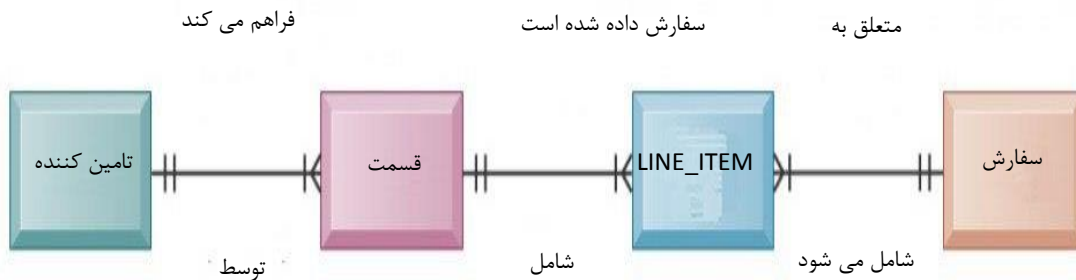 متعلق به
سفارش داده شده است
فراهم می کند
سفارش
LINE_ITEM
قسمت
تامین کننده
شامل می شود
شامل
توسط